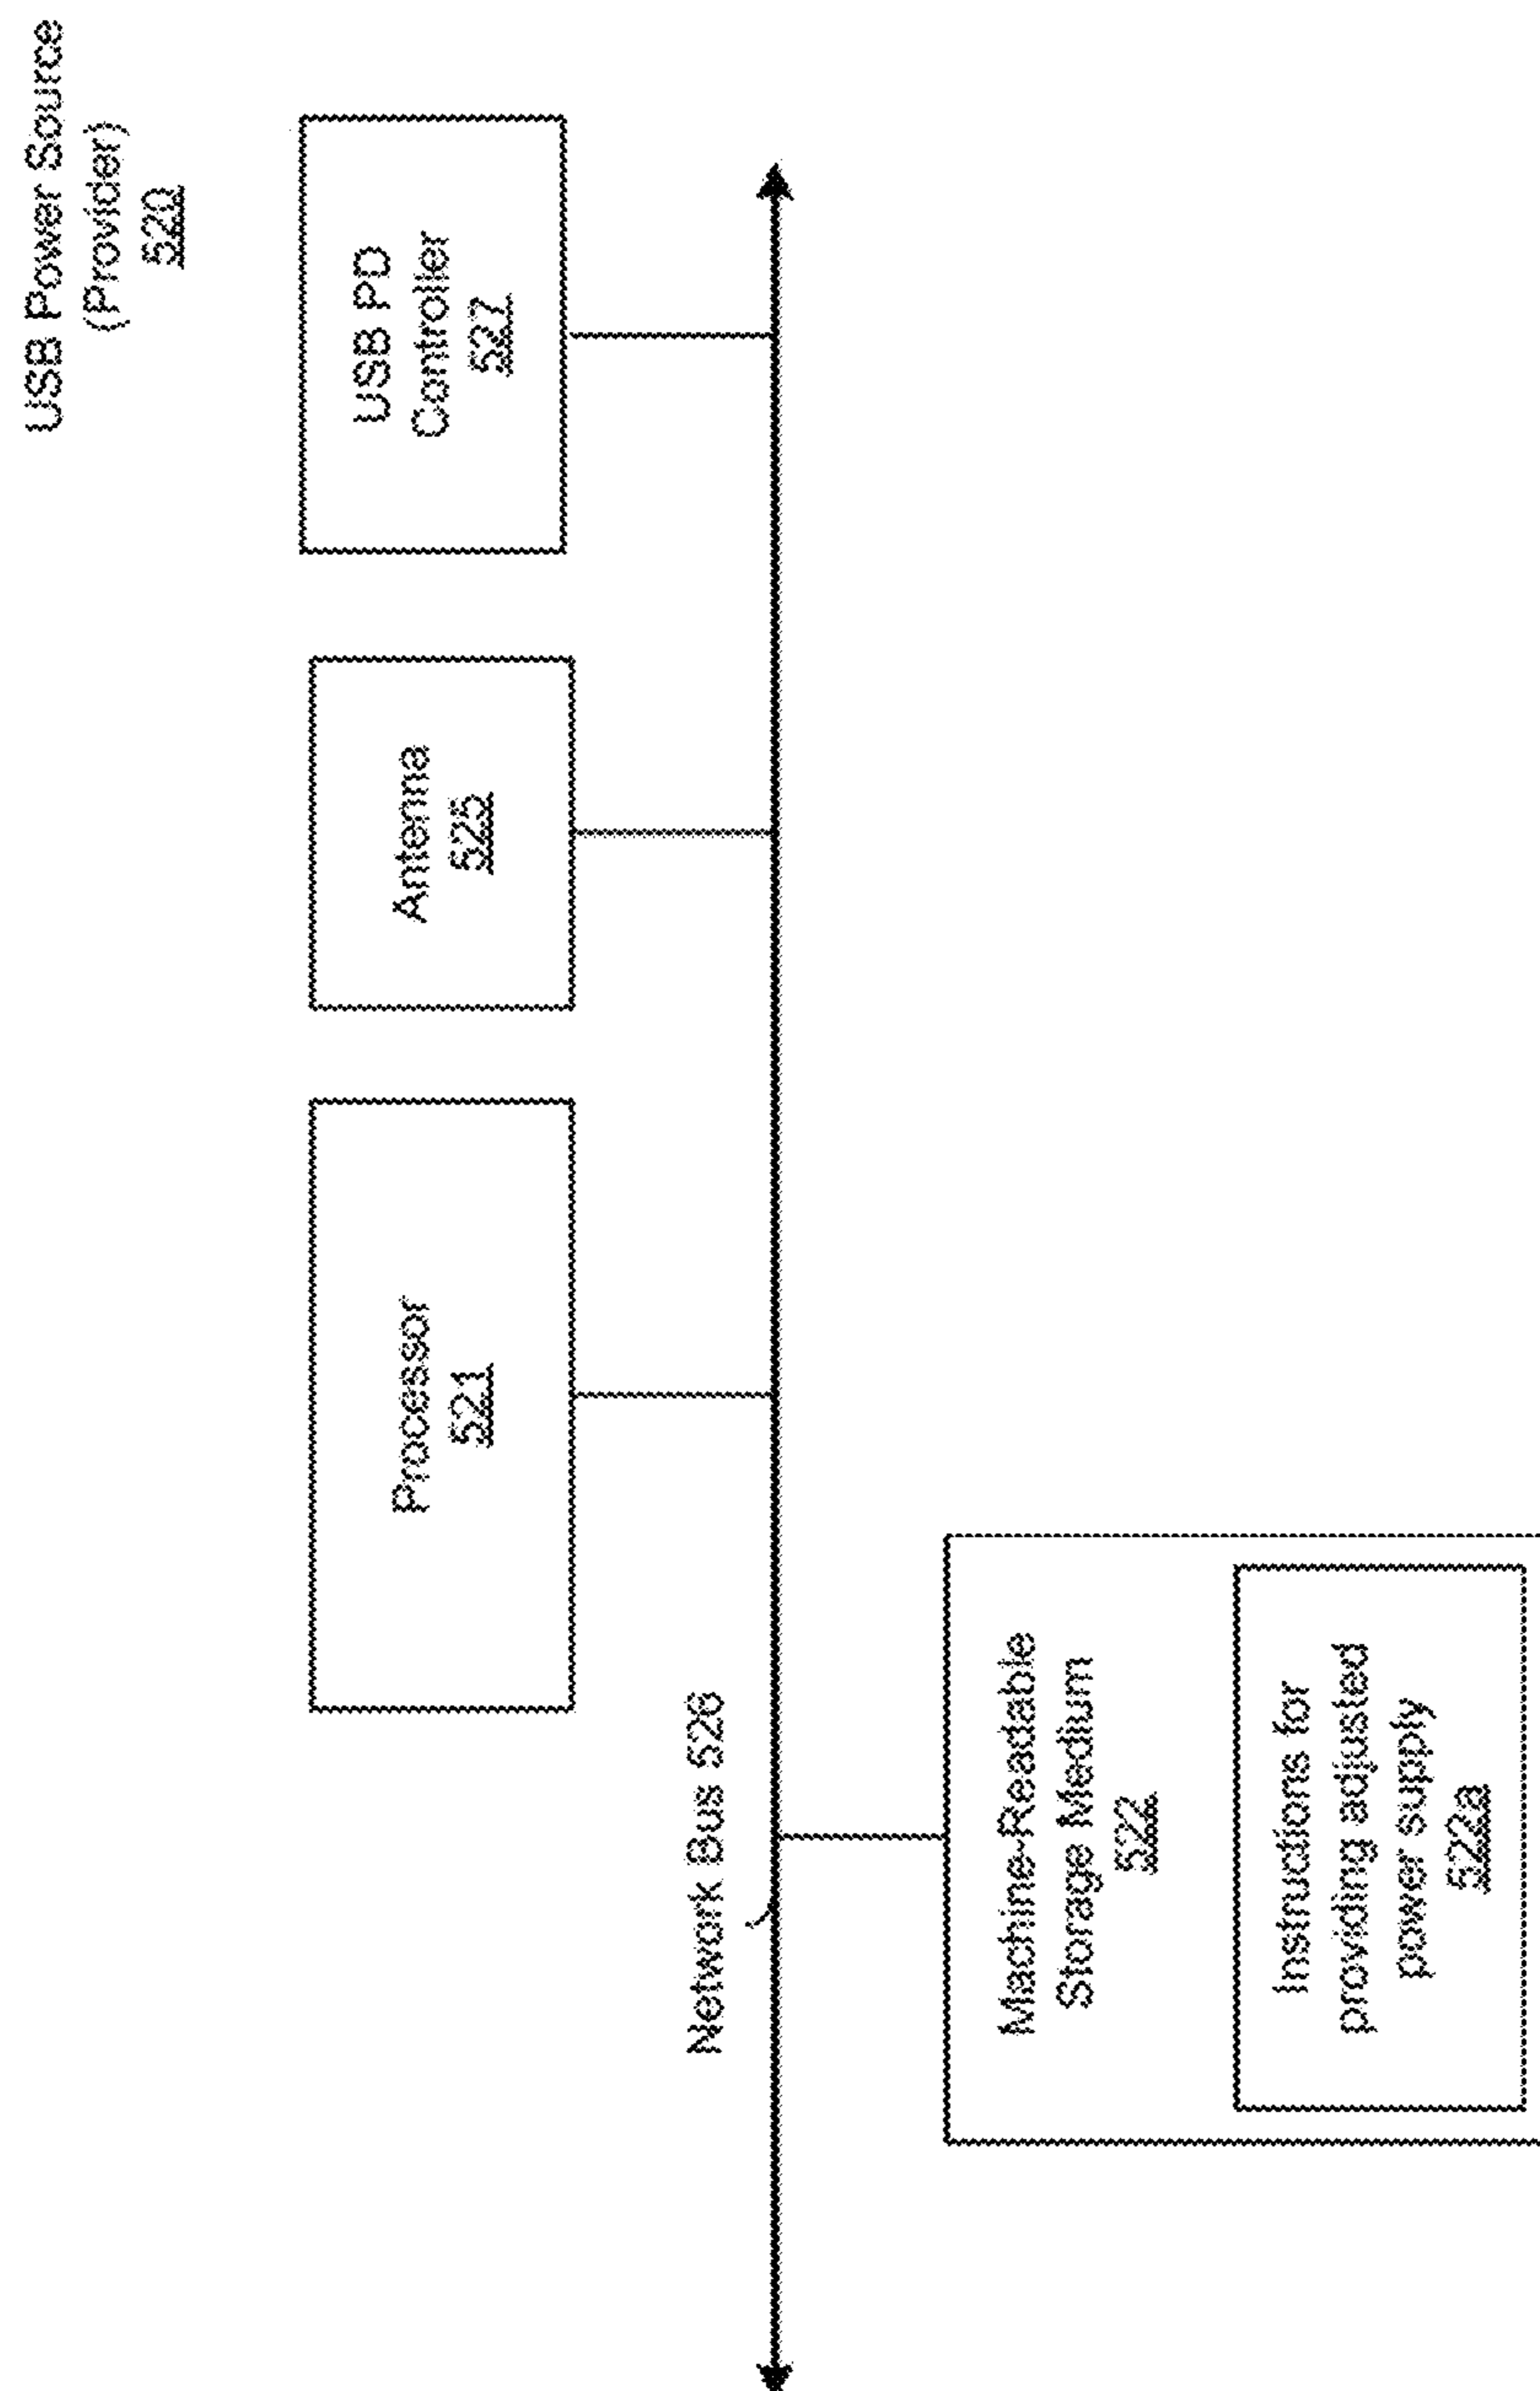 USB Power Source
(Provider)
520
Processor
521
Antenna
525
USB PD
Controller
527
Network Bus 526
Machine-Readable
Storage Medium
522
Instructions for
providing adjusted
power supply
522a